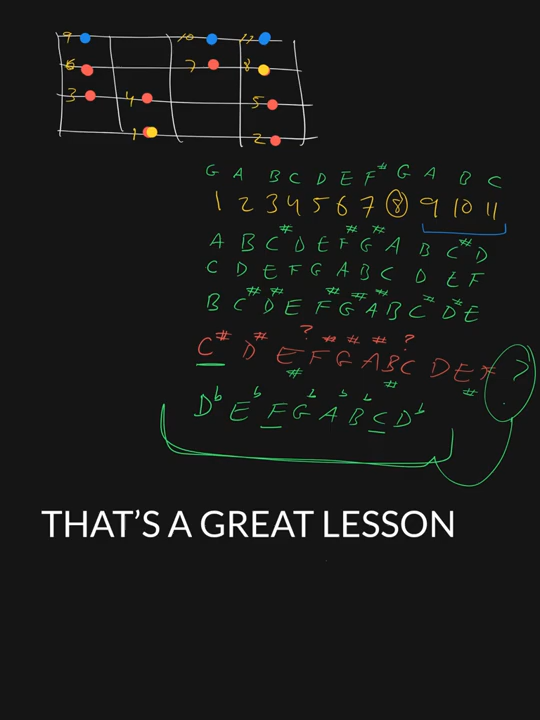 9 10 11
6 7 8
3 4 5
1 2
G A B C D E F# G A B C
1 2 3 4 5 6 7 8 9 10 11
A B C# D E F# G# A B C# D
C D E F G A B C D E F
B C# D# E F# G# A# B C# D# E
? # # # ?
C# D# E F G A B C D E F ?
# # #
Db Eb F Gb Ab Bb C Db
THAT'S A GREAT LESSON